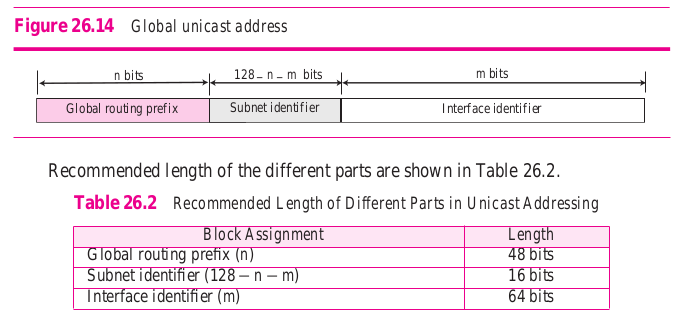 Figure 26.14 Global unicast address
n bits 128 – n – m bits m bits
Global routing prefix Subnet identifier Interface identifier
Recommended length of the different parts are shown in Table 26.2.
Table 26.2 Recommended Length of Different Parts in Unicast Addressing
Block Assignment Length
Global routing prefix (n) 48 bits
Subnet identifier (128 – n – m) 16 bits
Interface identifier (m) 64 bits